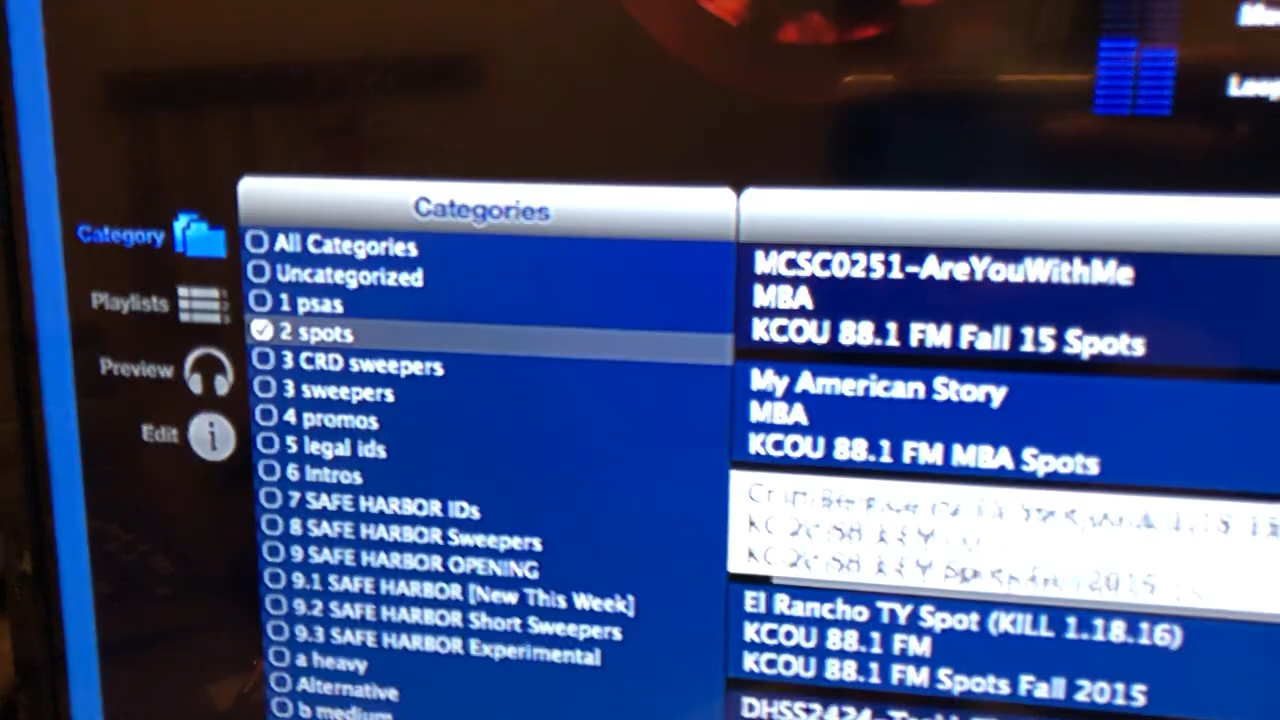 Categories
Category
All Categories
Uncategorized
Playlists
1 psas
2 spots
Preview
3 CRD sweepers
3 sweepers
4 promos
Edit
5 legal ids
6 Intros
7 SAFE HARBOR IDs
8 SAFE HARBOR Sweepers
9 SAFE HARBOR OPENING
9.1 SAFE HARBOR [New This Week]
9.2 SAFE HARBOR Short Sweepers
9.3 SAFE HARBOR Experimental
a heavy
Alternative
b medium
MCSC0251-AreYouWithMe
MBA
KCOU 88.1 FM Fall 15 Spots
My American Story
MBA
KCOU 88.1 FM MBA Spots
2015
El Rancho TY Spot (KILL 1.18.16)
KCOU 88.1 FM
KCOU 88.1 FM Spots Fall 2015